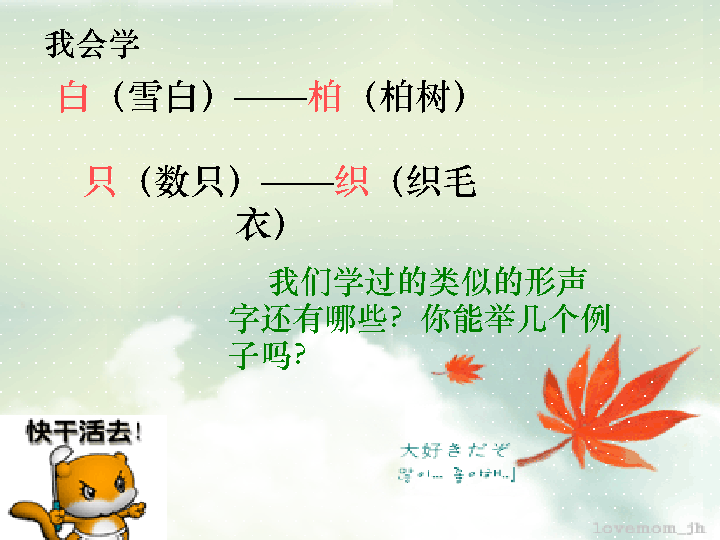 我会学
白（雪白）——柏（柏树）
只（数只）——织（织毛
衣）
我们学过的类似的形声
字还有哪些？你能举几个例
子吗？
快干活去！
大好きだぞ
lovemom_jh